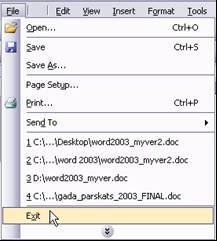 File Edit View Insert Format Tools
Open... Ctrl+O
Save Ctrl+S
Save As...
Page Setup...
Print... Ctrl+P
Send To
1 C:\...\Desktop\word2003_myver2.doc
2 C:\...\word 2003\word2003_myver2.doc
3 D:\word2003_myver.doc
4 C:\...\gada_parskats_2003_FINAL.doc
Exit